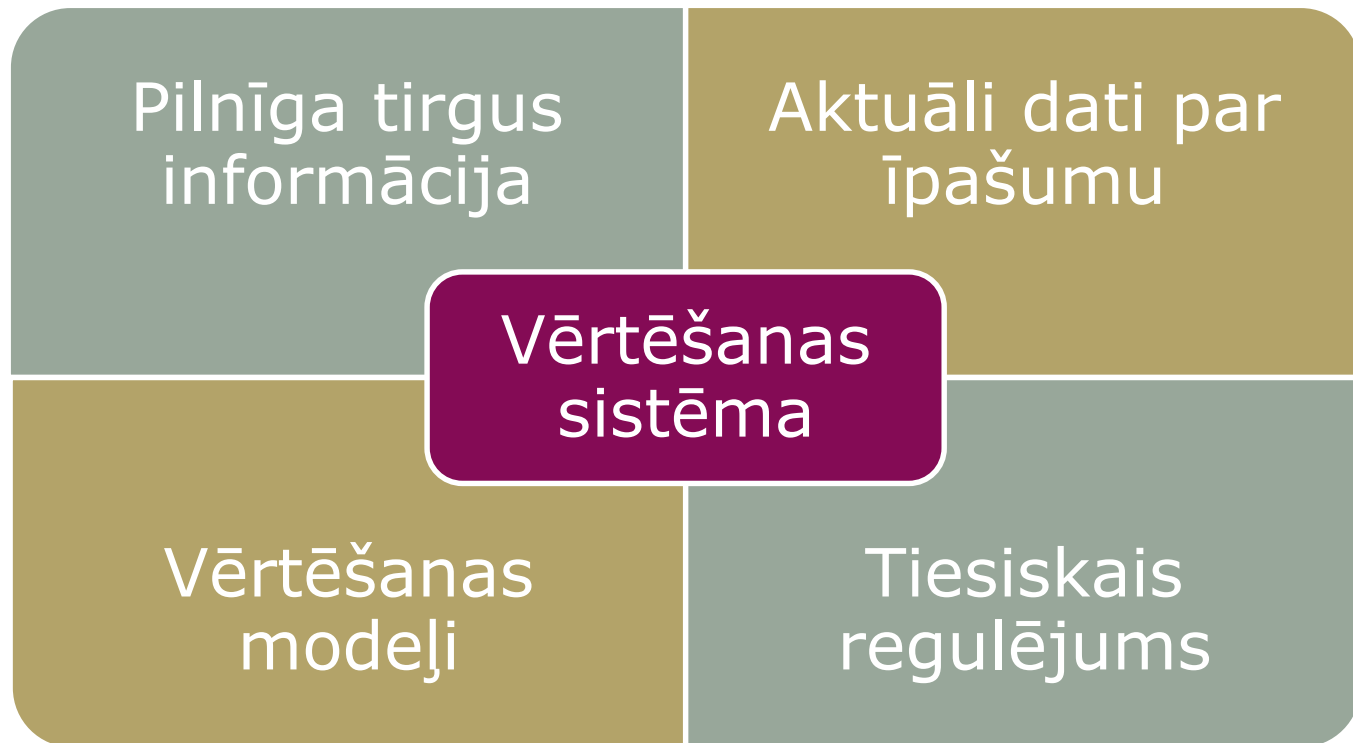 Pilnīga tirgus
informācija
Aktuāli dati par
īpašumu
Vērtēšanas
sistēma
Vērtēšanas
modeļi
Tiesiskais
regulējums